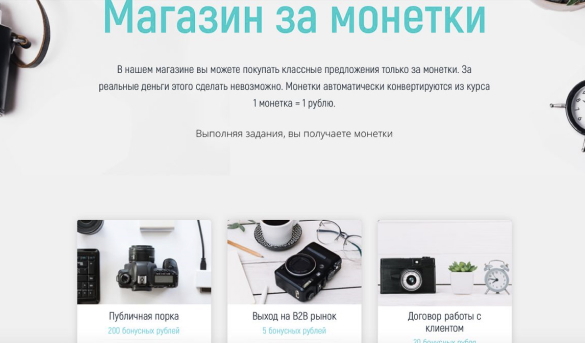 Магазин за монетки
В нашем магазине вы можете покупать классные предложения только за монетки. За
реальные деньги этого сделать невозможно. Монетки автоматически конвертируются из курса
1 монетка = 1 рублю.
Выполняя задания, вы получаете монетки
Публичная порка
200 бонусных рублей
Выход на B2B рынок
5 бонусных рублей
Договор работы с
клиентом
20 бонусных рублей